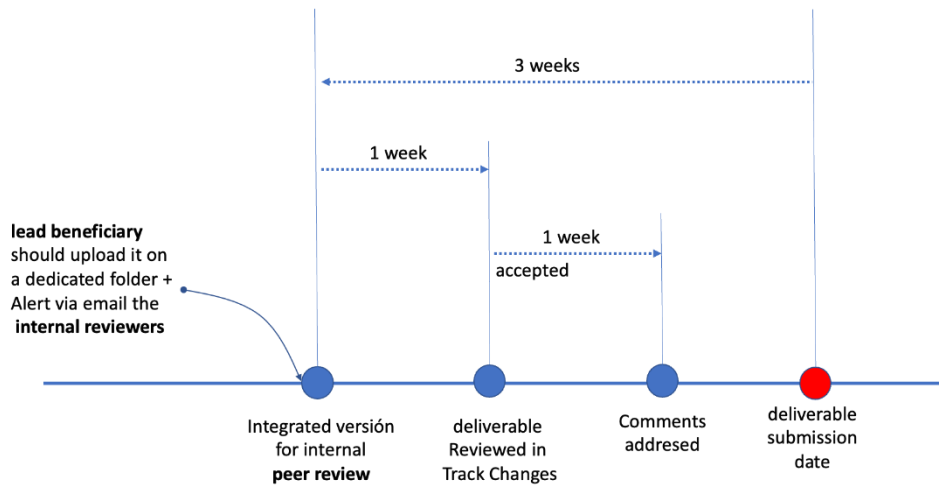 3 weeks
1 week
1 week
accepted
lead beneficiary
should upload it on
a dedicated folder +
Alert via email the
internal reviewers
Integrated versión
for internal
peer review
deliverable
Reviewed in
Track Changes
Comments
addresed
deliverable
submission
date